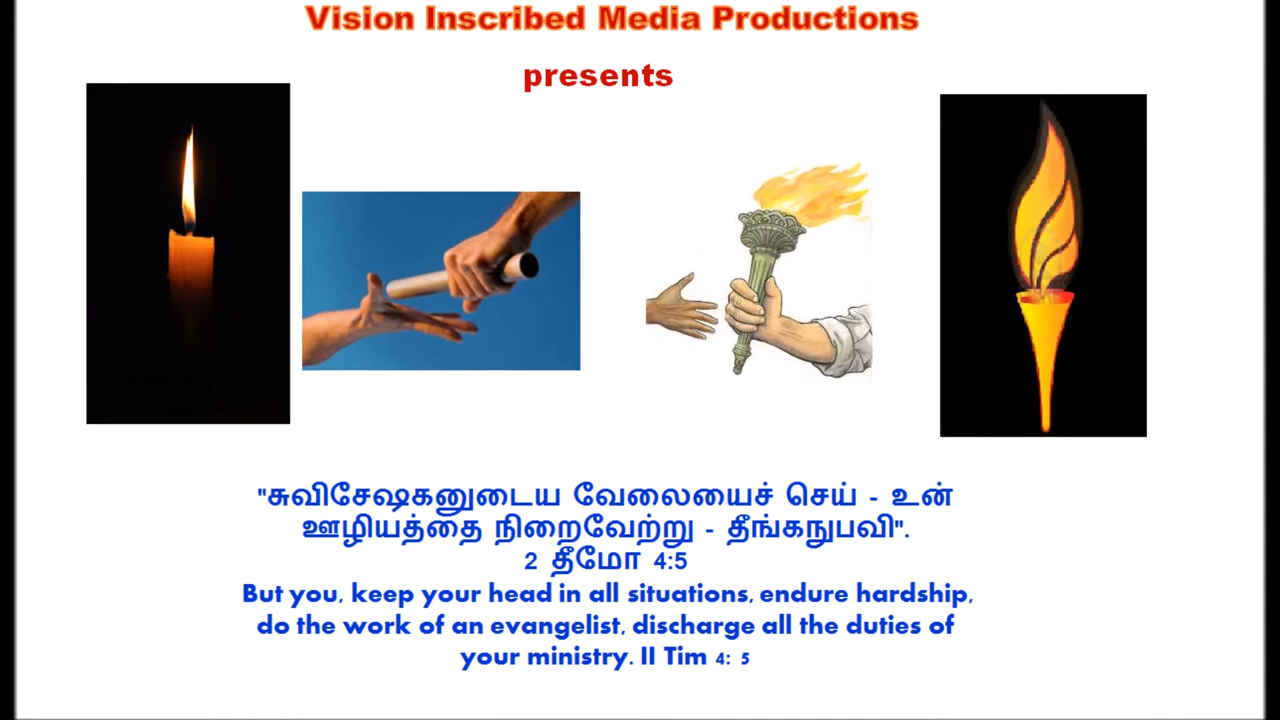 Vision Inscribed Media Productions
presents
"சுவிசேஷகனுடைய வேலையைச் செய் - உன்
ஊழியத்தை நிறைவேற்று - தீங்கநுபவி".
2 தீமோ 4:5
But you, keep your head in all situations, endure hardship,
do the work of an evangelist, discharge all the duties of
your ministry. II Tim 4: 5